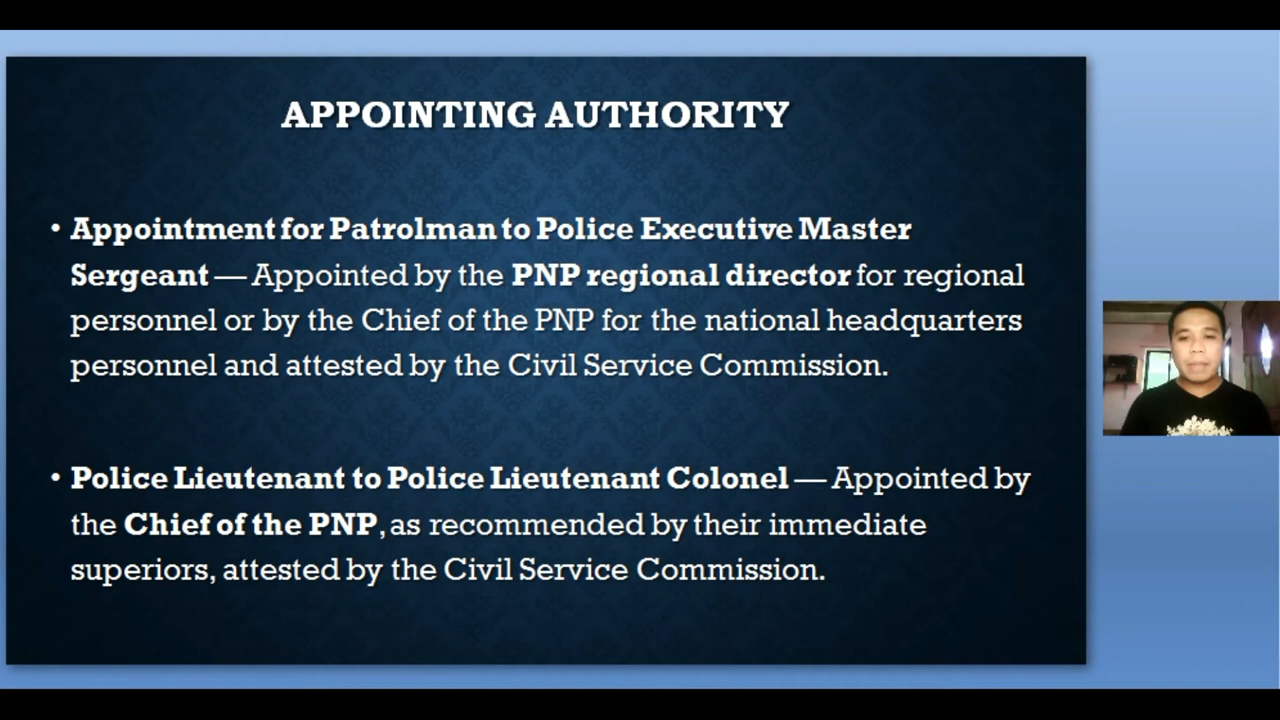 APPOINTING AUTHORITY
• Appointment for Patrolman to Police Executive Master
Sergeant — Appointed by the PNP regional director for regional
personnel or by the Chief of the PNP for the national headquarters
personnel and attested by the Civil Service Commission.
• Police Lieutenant to Police Lieutenant Colonel — Appointed by
the Chief of the PNP, as recommended by their immediate
superiors, attested by the Civil Service Commission.